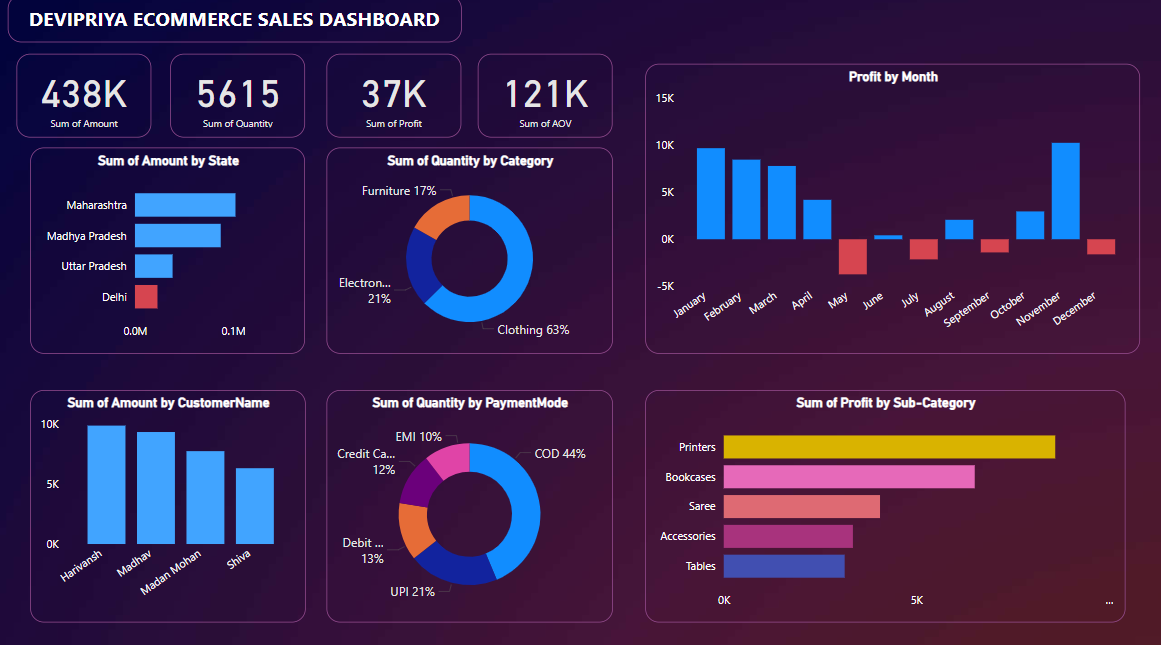 DEVIPRIYA ECOMMERCE SALES DASHBOARD
438K
Sum of Amount
5615
Sum of Quantity
37K
Sum of Profit
121K
Sum of AOV
Profit by Month
15K
10K
5K
0K
-5K
January
February
March
April
May
June
July
August
September
October
November
December
Sum of Amount by State
Maharashtra
Madhya Pradesh
Uttar Pradesh
Delhi
0.0M
0.1M
Sum of Quantity by Category
Furniture 17%
Electron...
21%
Clothing 63%
Sum of Amount by CustomerName
10K
5K
0K
Harivansh
Madhav
Madan Mohan
Shiva
Sum of Quantity by PaymentMode
EMI 10%
COD 44%
Credit Ca...
12%
Debit ...
13%
UPI 21%
Sum of Profit by Sub-Category
Printers
Bookcases
Saree
Accessories
Tables
0K
5K
...